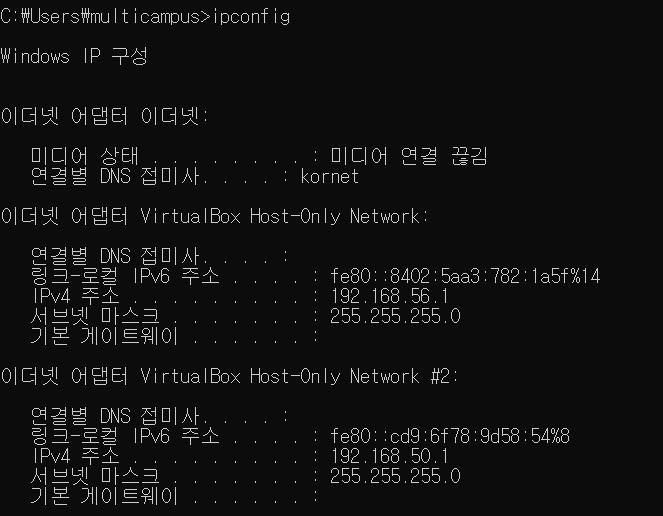 C:\Users\multicampus>ipconfig
Windows IP 구성
이더넷 어댑터 이더넷:
미디어 상태 . . . . . . . . : 미디어 연결 끊김
연결별 DNS 접미사. . . . : kornet
이더넷 어댑터 VirtualBox Host-Only Network:
연결별 DNS 접미사. . . . :
링크-로컬 IPv6 주소 . . . . : fe80::8402:5aa3:782:1a5f%14
IPv4 주소 . . . . . . . . . : 192.168.56.1
서브넷 마스크 . . . . . . . : 255.255.255.0
기본 게이트웨이 . . . . . . :
이더넷 어댑터 VirtualBox Host-Only Network #2:
연결별 DNS 접미사. . . . :
링크-로컬 IPv6 주소 . . . . : fe80::cd9:6f78:9d58:54%8
IPv4 주소 . . . . . . . . . : 192.168.50.1
서브넷 마스크 . . . . . . . : 255.255.255.0
기본 게이트웨이 . . . . . . :